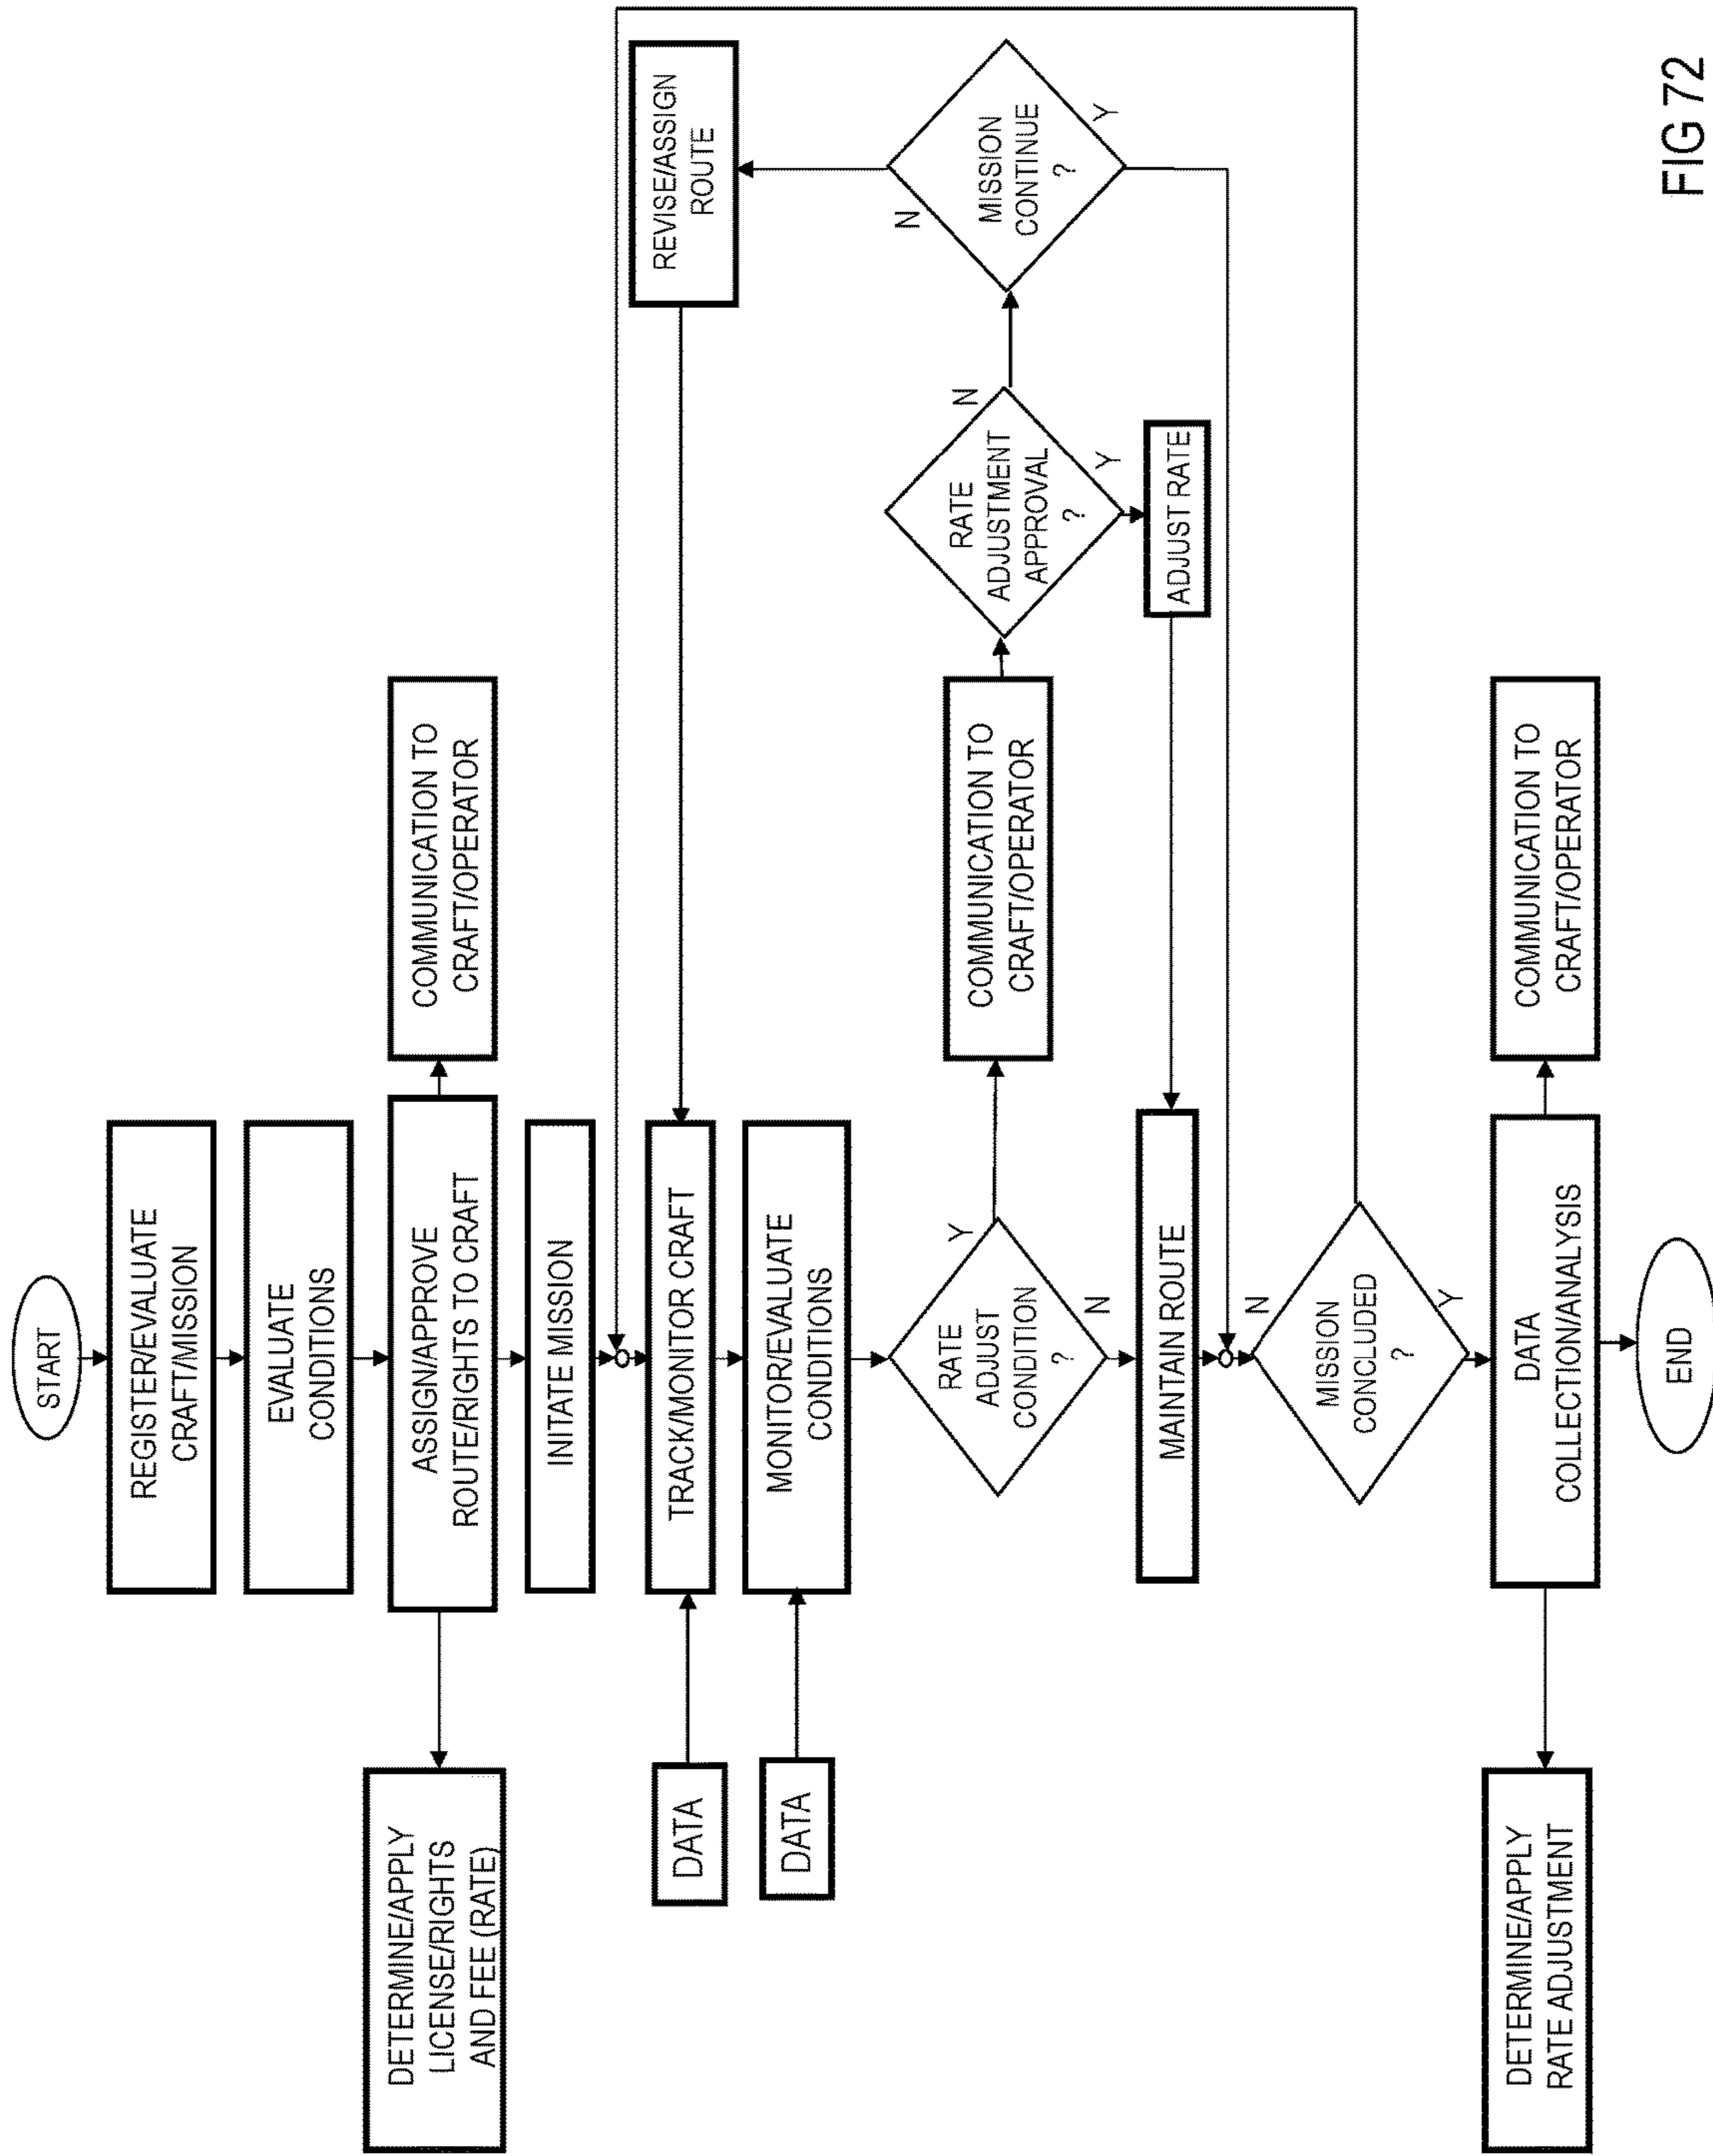 START
REGISTER/EVALUATE
CRAFT/MISSION
EVALUATE
CONDITIONS
DETERMINE/APPLY
LICENSE/RIGHTS
AND FEE (RATE)
ASSIGN/APPROVE
ROUTE/RIGHTS TO CRAFT
COMMUNICATION TO
CRAFT/OPERATOR
INITATE MISSION
DATA
TRACK/MONITOR CRAFT
REVISE/ASSIGN
ROUTE
DATA
MONITOR/EVALUATE
CONDITIONS
RATE
ADJUST
CONDITION
?
Y
N
COMMUNICATION TO
CRAFT/OPERATOR
RATE
ADJUSTMENT
APPROVAL
?
N
Y
MISSION
CONTINUE
?
N
Y
MAINTAIN ROUTE
ADJUST RATE
MISSION
CONCLUDED
?
N
Y
DETERMINE/APPLY
RATE ADJUSTMENT
DATA
COLLECTION/ANALYSIS
COMMUNICATION TO
CRAFT/OPERATOR
END
FIG 72